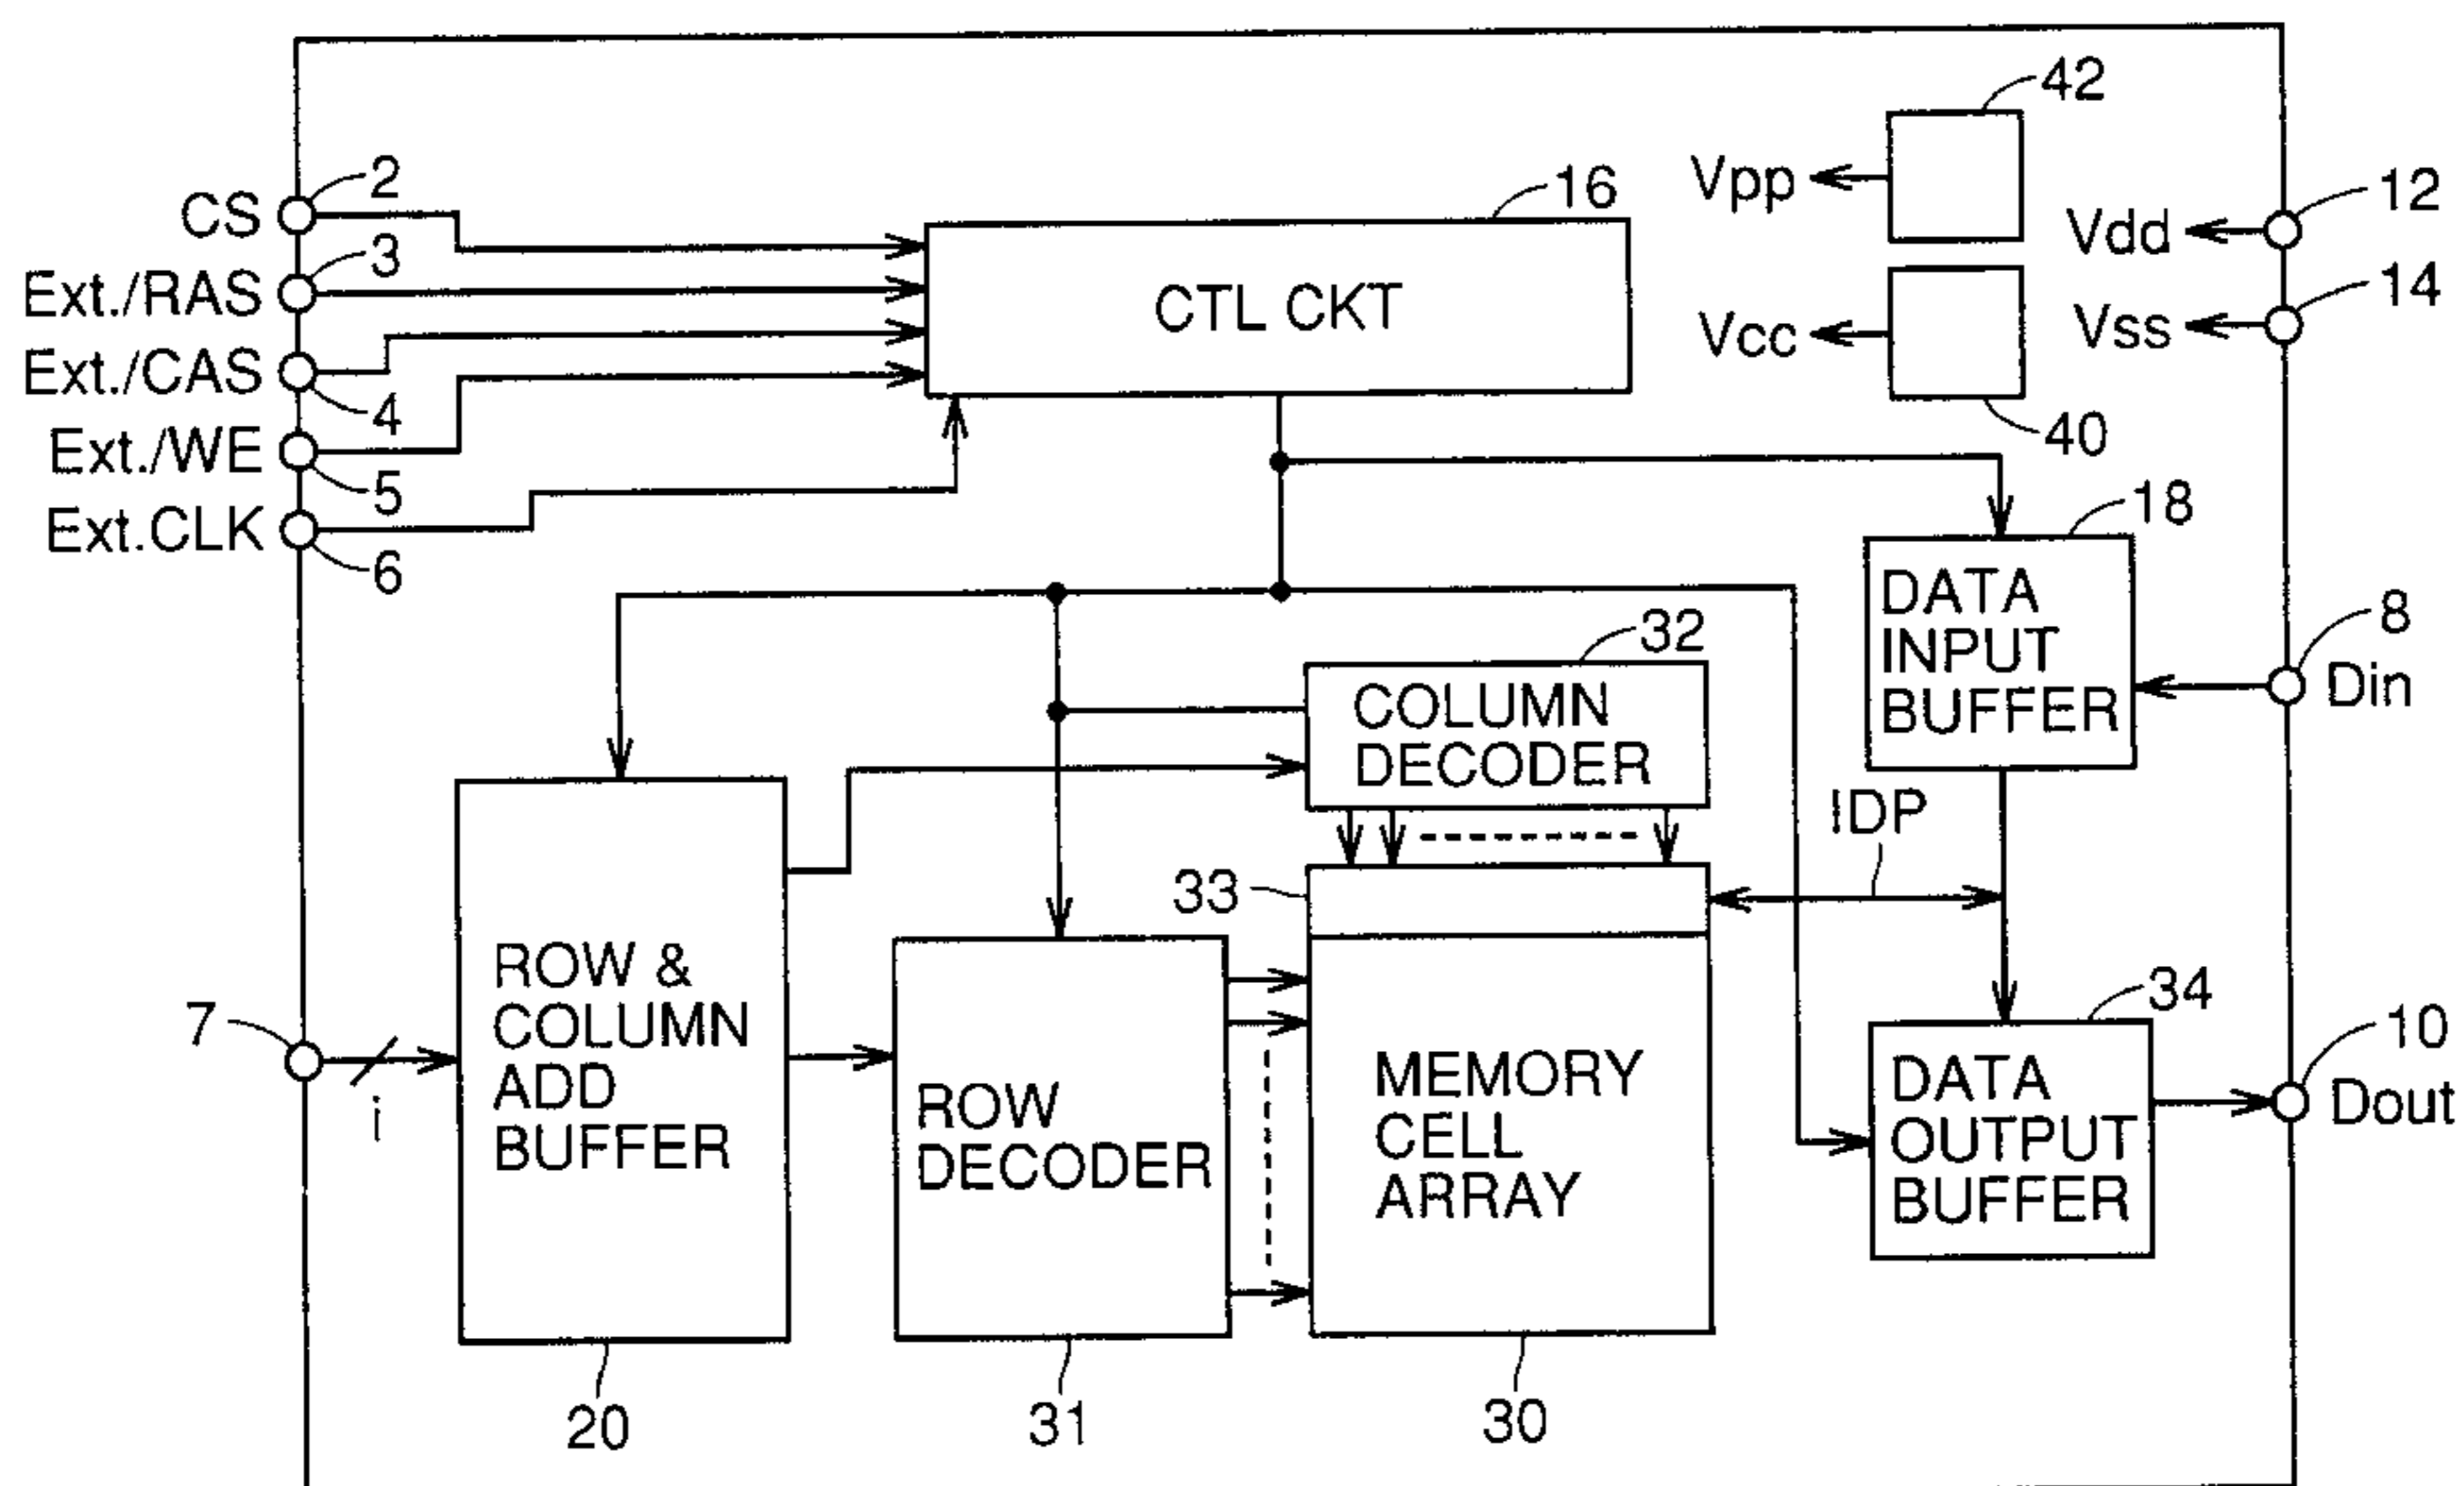 42
Vpp
16
12
Vdd
CS
2
Ext./RAS
3
CTL CKT
Vcc
Vss
14
Ext./CAS
4
40
Ext./WE
5
18
Ext.CLK
6
DATA
INPUT
BUFFER
8
Din
32
COLUMN
DECODER
IDP
33
ROW &
COLUMN
ADD
BUFFER
7
i
ROW
DECODER
MEMORY
CELL
ARRAY
34
DATA
OUTPUT
BUFFER
10
Dout
20
31
30